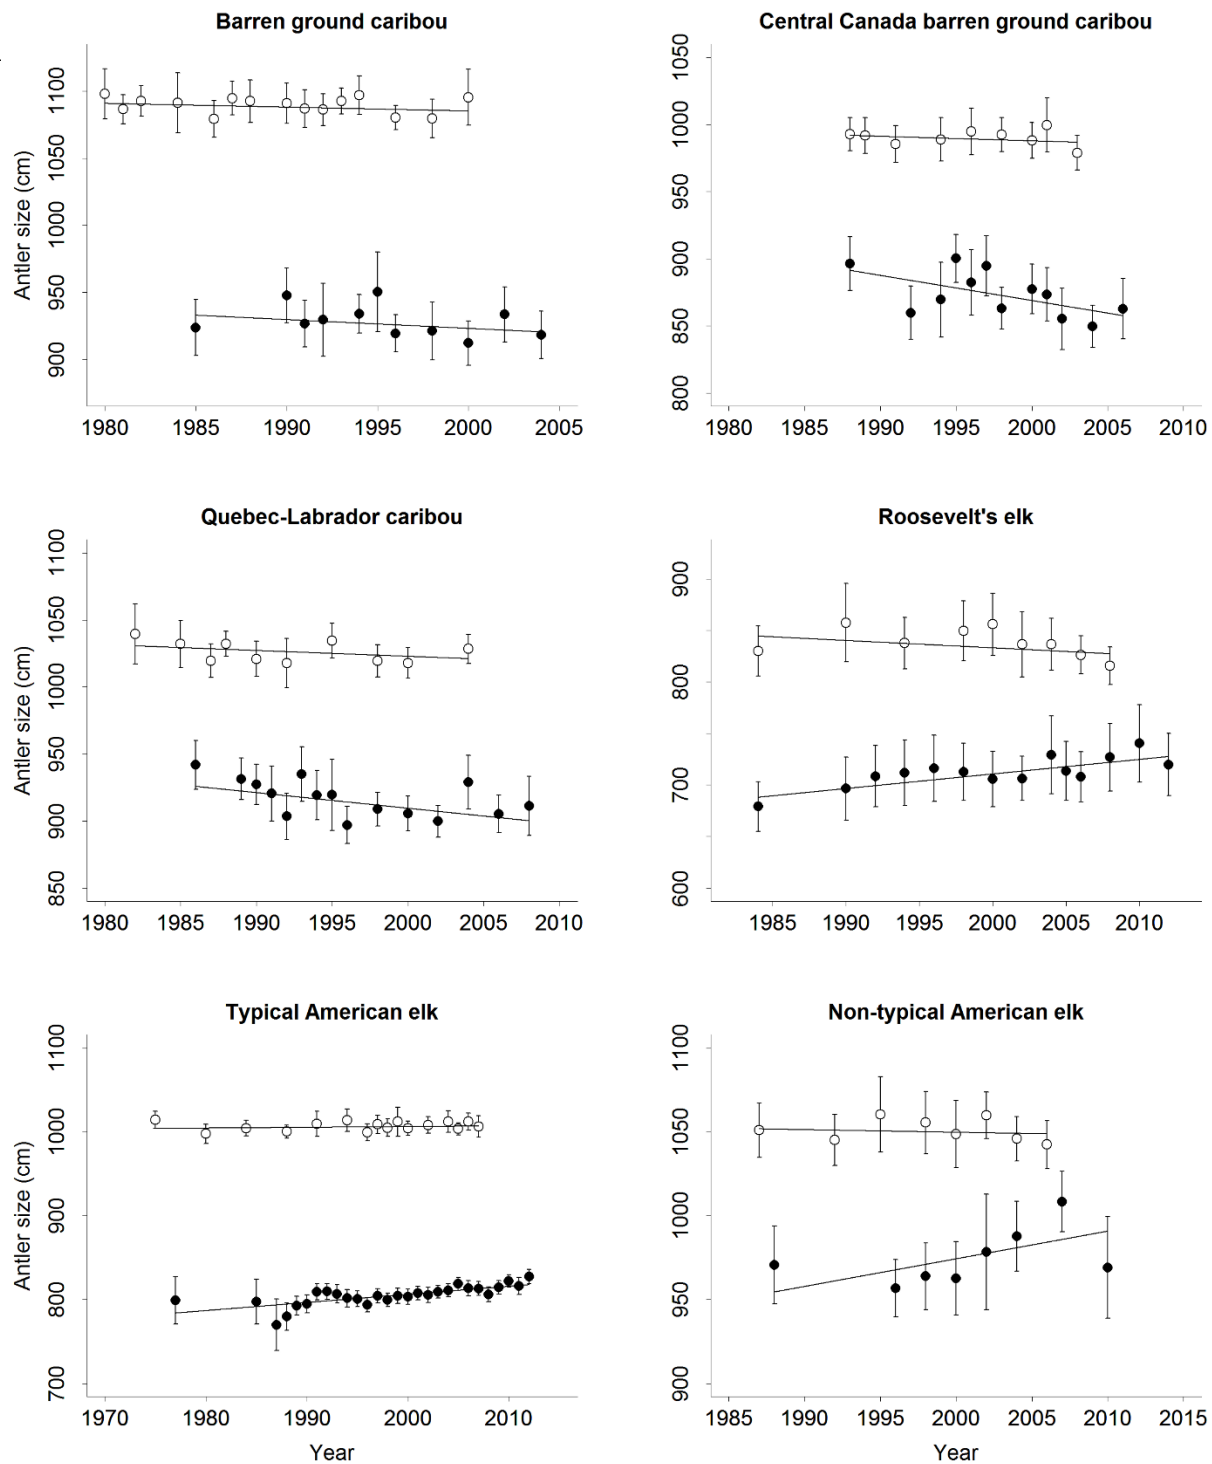 Barren ground caribou
Antler size (cm)
1100
1050
1000
950
900
1980 1985 1990 1995 2000 2005
Central Canada barren ground caribou
1050
1000
950
900
850
800
1980 1985 1990 1995 2000 2005 2010
Quebec-Labrador caribou
Antler size (cm)
1100
1050
1000
950
900
850
1980 1985 1990 1995 2000 2005 2010
Roosevelt's elk
900
800
700
600
1985 1990 1995 2000 2005 2010
Typical American elk
Antler size (cm)
1100
1000
900
800
700
1970 1980 1990 2000 2010
Year
Non-typical American elk
1100
1050
1000
950
900
1985 1990 1995 2000 2005 2010 2015
Year